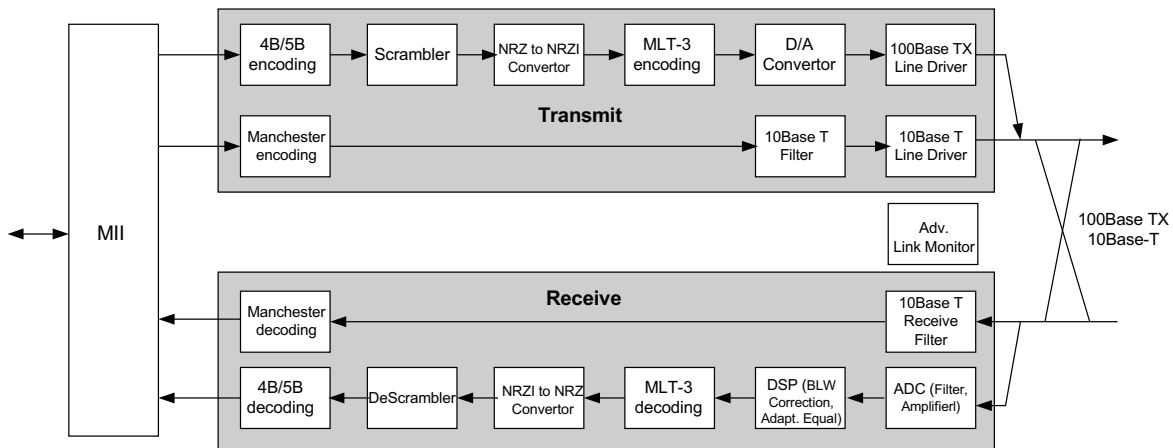 4B/5B
encoding
Scrambler
NRZ to NRZI
Convertor
MLT-3
encoding
D/A
Convertor
100Base TX
Line Driver
Transmit
Manchester
encoding
10Base T
Filter
10Base T
Line Driver
MII
Adv.
Link Monitor
100Base TX
10Base-T
Receive
Manchester
decoding
10Base T
Receive
Filter
4B/5B
decoding
DeScrambler
NRZI to NRZ
Convertor
MLT-3
decoding
DSP (BLW
Correction,
Adapt. Equal)
ADC (Filter,
Amplifierl)